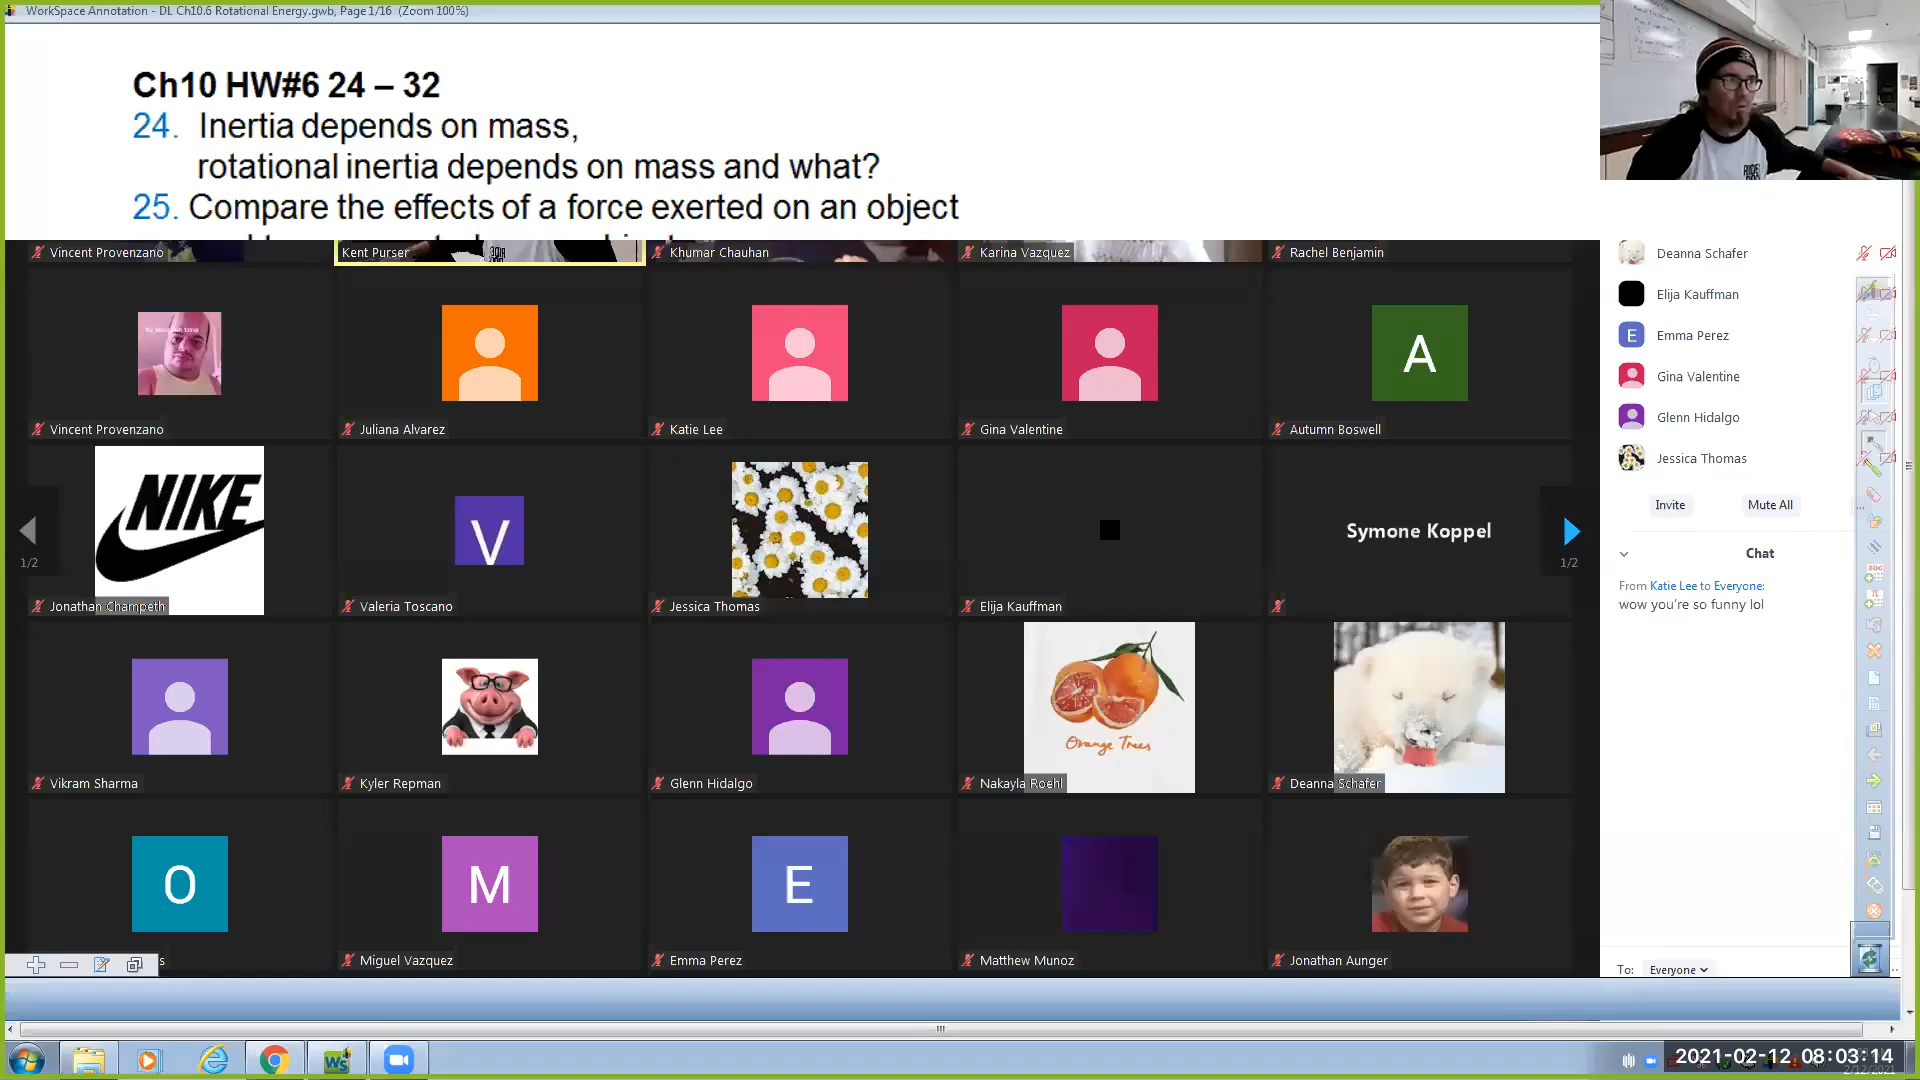 WorkSpace Annotation - DL Ch10.6 Rotational Energy.gwb, Page 1/16 (Zoom 100%)
Ch10 HW#6 24 – 32
24. Inertia depends on mass,
rotational inertia depends on mass and what?
25. Compare the effects of a force exerted on an object
Vincent Provenzano
Kent Purser
Khumar Chauhan
Karina Vazquez
Rachel Benjamin
Vincent Provenzano
Juliana Alvarez
Katie Lee
Gina Valentine
A
Autumn Boswell
NIKE
Jonathan Champeth
V
Valeria Toscano
Jessica Thomas
Elija Kauffman
Symone Koppel
1/2
1/2
Vikram Sharma
Kyler Repman
Glenn Hidalgo
Orange Trees
Nakayla Roehl
Deanna Schafer
O
s
M
Miguel Vazquez
E
Emma Perez
Matthew Munoz
Jonathan Aunger
Deanna Schafer
Elija Kauffman
E
Emma Perez
Gina Valentine
Glenn Hidalgo
Jessica Thomas
Invite
Mute All
...
Chat
From Katie Lee to Everyone:
wow you're so funny lol
To:
Everyone
Ws
2021-02-12 08:03:14